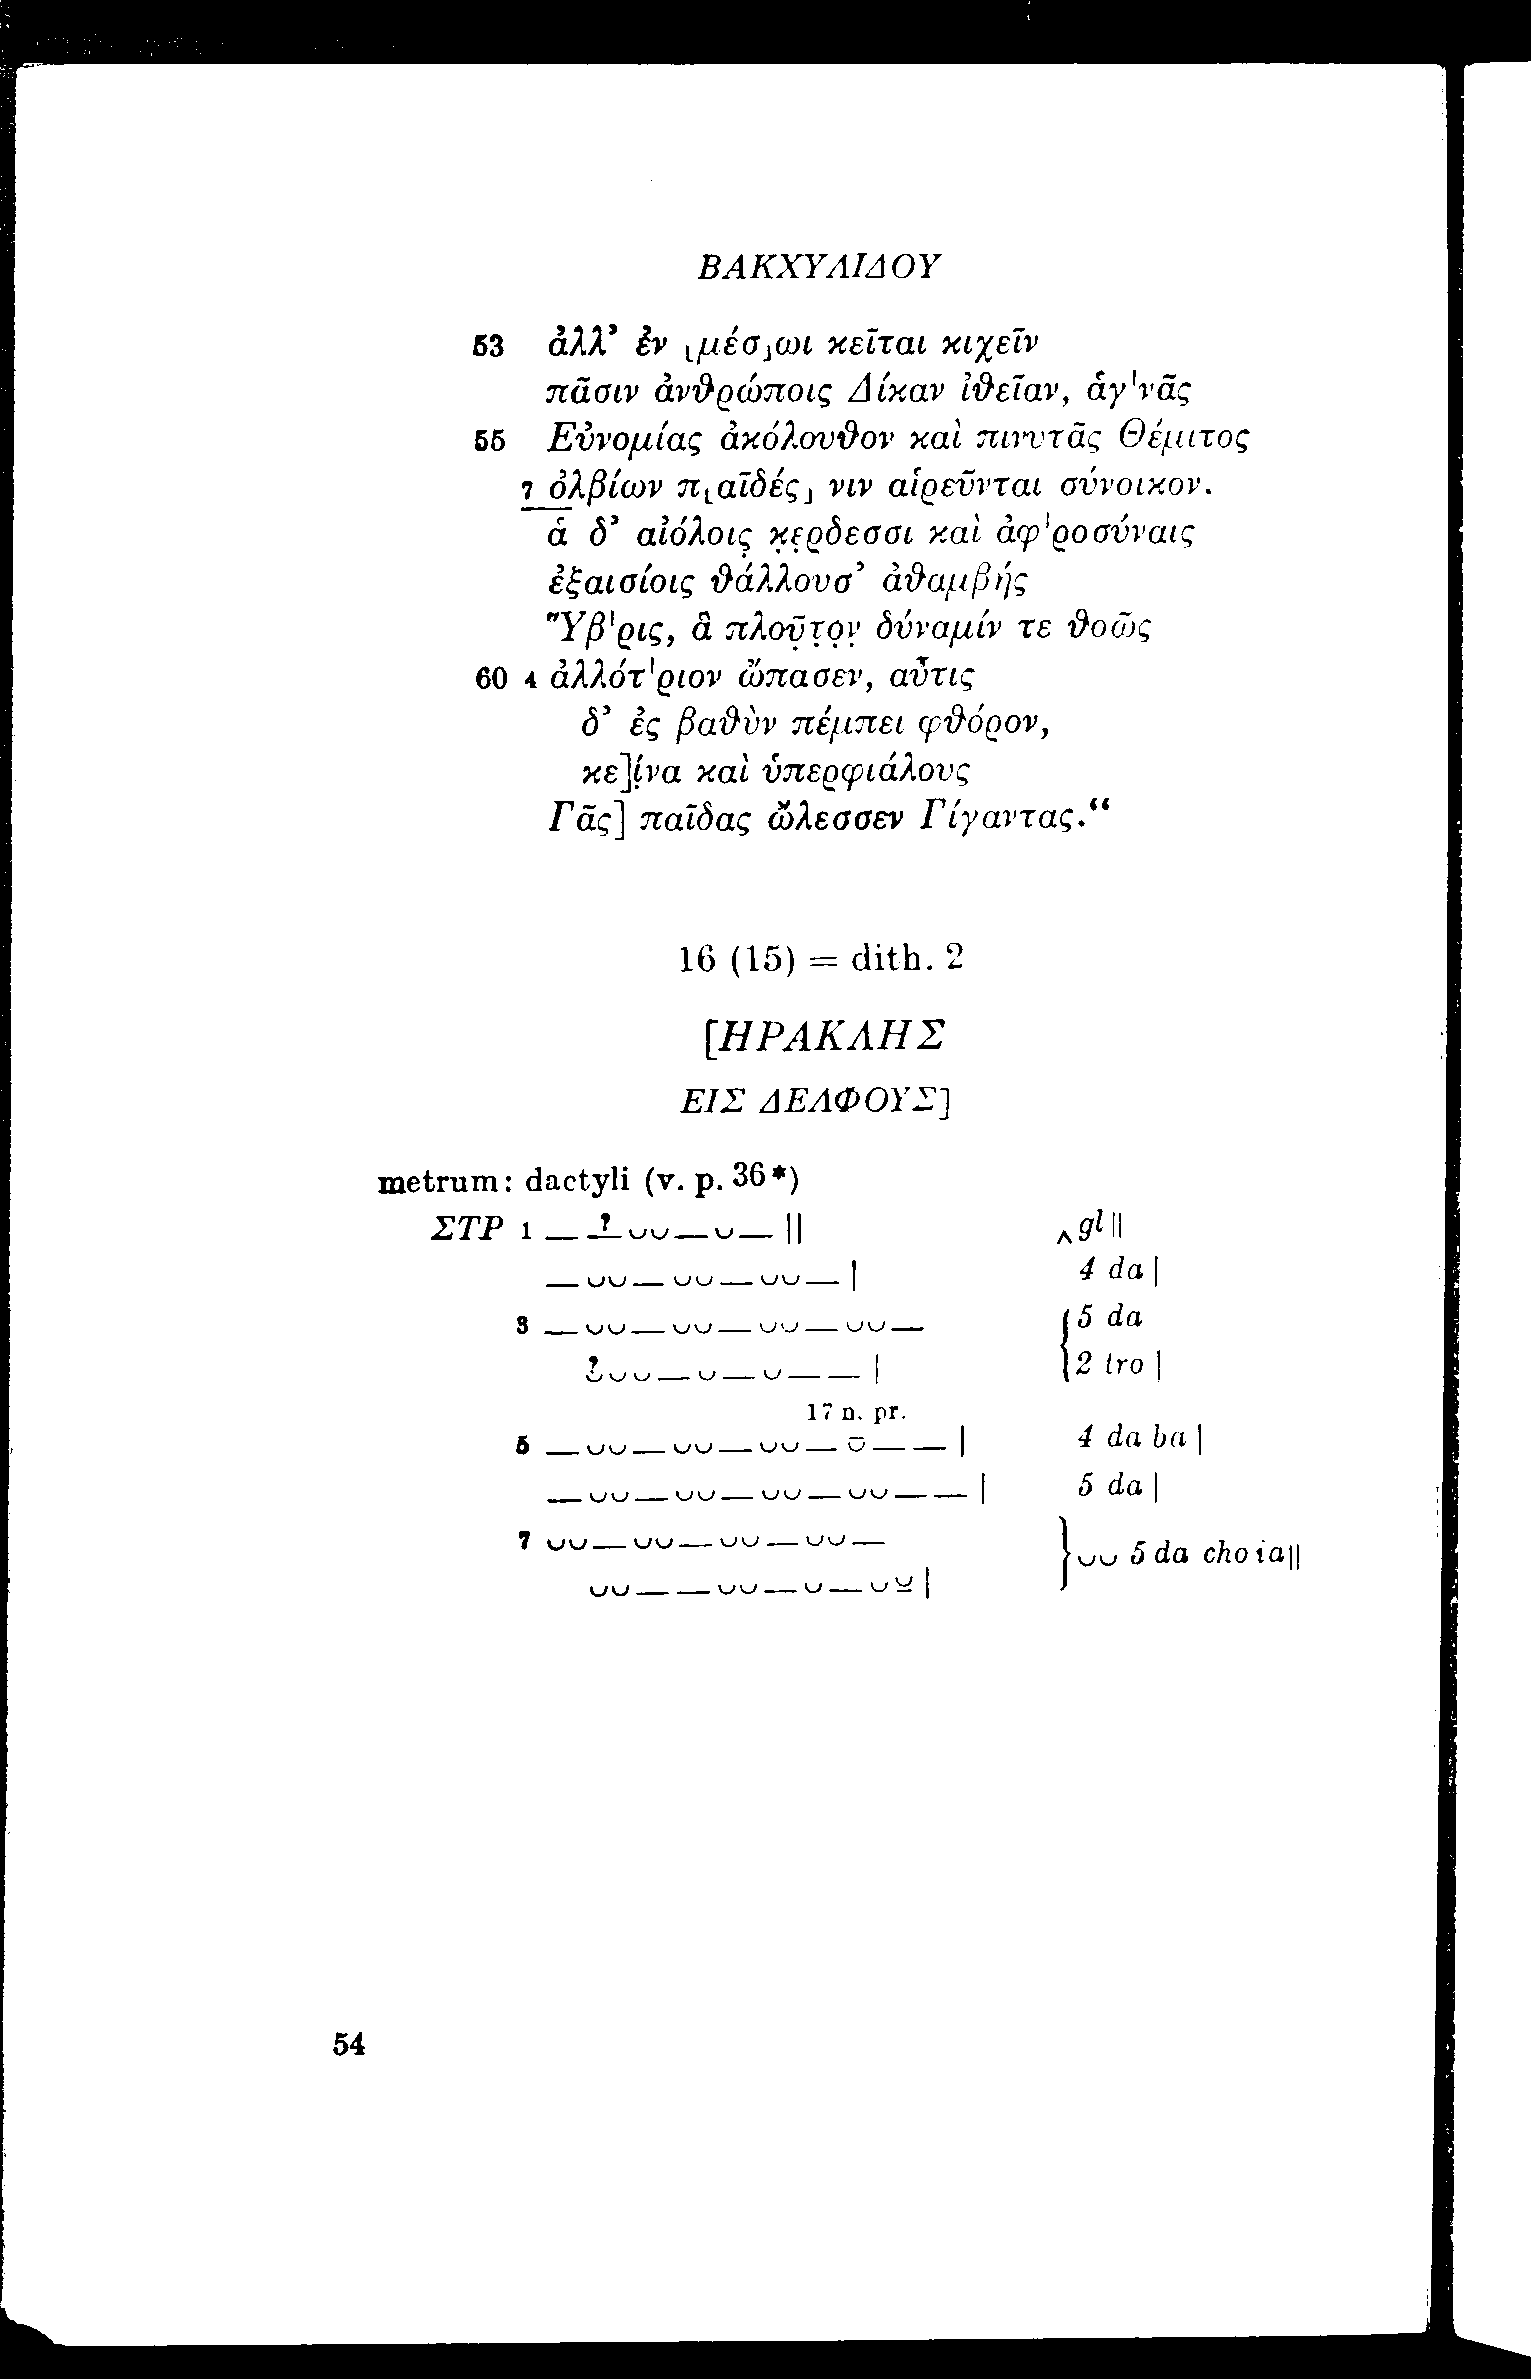 ΒΑΚΧΥΛΙΔΟΥ
53 ἀλλ’ ἐν ⸤μέσ⸥ωι κεῖται κιχεῖν
πᾶσιν ἀνθρώποις Δίκαν ἰθεῖαν, ἁγ'νᾶς
55 Εὐνομίας ἀκόλουθον καὶ πινυτᾶς Θέμιτος
7 ὀλβίων π⸤αῖδές⸥ νιν αἱρεῦνται σύνοικον.
ἁ δ’ αἰόλοις κ̣ε̣ρδεσσι καὶ ἀφ'ροσύναις
ἐξαισίοις θάλλουσ’ ἀθαμβὴς
Ὕβ'ρις, ἃ πλοῦ̣τ̣ο̣ν̣ δύναμίν τε θοῶς
60 4 ἀλλότ'ριον ὤπασεν, αὖτις
δ’ ἐς βαθὺν πέμπει φθόρον,
κε]ί̣να καὶ ὑπερφιάλους
Γᾶς] παῖδας ὤλεσσεν Γίγαντας.“
16 (15) = dith. 2
[ΗΡΑΚΛΗΣ
ΕΙΣ ΔΕΛΦΟΥΣ]
metrum: dactyli (v. p. 36*)
ΣΤΡ 1 — —̓ ⏑⏑ — ⏑ — || ‸gl ||
— ⏑⏑ — ⏑⏑ — ⏑⏑ — | 4 da |
3 — ⏑⏑ — ⏑⏑ — ⏑⏑ — ⏑⏑ — { 5 da
⏑̓ ⏑⏑ — ⏑ — ⏑ — — | 2 tro |
17 n. pr.
5 — ⏑⏑ — ⏑⏑ — ⏑⏑ — ⏑̅ — — | 4 da ba |
— ⏑⏑ — ⏑⏑ — ⏑⏑ — ⏑⏑ — — | 5 da |
7 ⏑⏑ — ⏑⏑ — ⏑⏑ — ⏑⏑ —
} ⏑⏑ 5 da cho ia ||
⏑⏑ — — ⏑⏑ — ⏑ — ⏑ ⏓ |
54